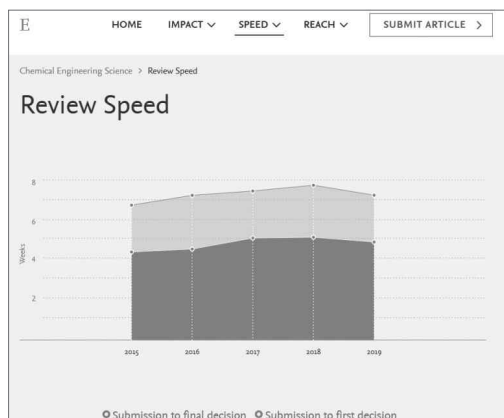 E HOME IMPACT SPEED REACH SUBMIT ARTICLE >
Chemical Engineering Science > Review Speed
Review Speed
8
6
Weeks
4
2
2015 2016 2017 2018 2019
Submission to final decision Submission to first decision